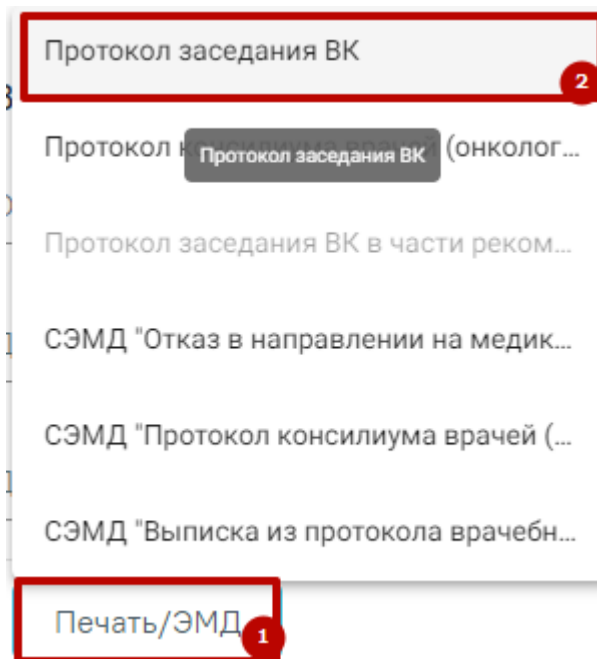 Протокол заседания ВК
2
Протокол (онколог...
Протокол заседания ВК
Протокол заседания ВК в части реком...
СЭМД "Отказ в направлении на медик...
СЭМД "Протокол консилиума врачей (...
СЭМД "Выписка из протокола врачебн...
Печать/ЭМД
1